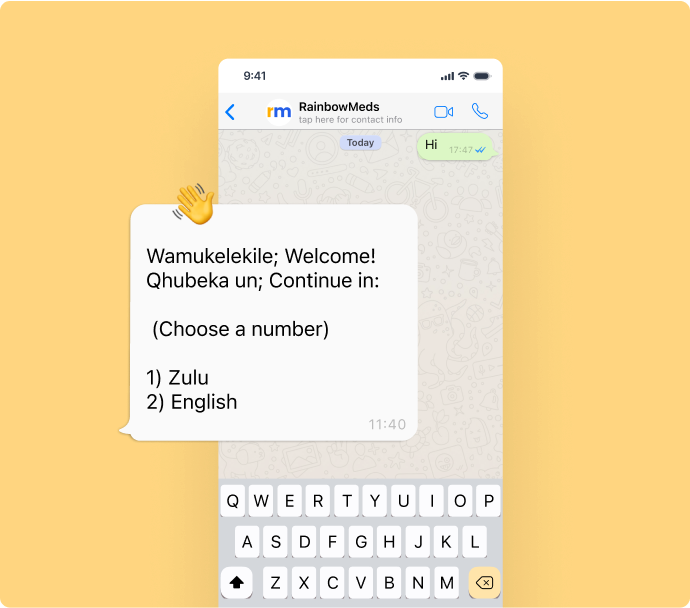 9:41
rm RainbowMeds
tap here for contact info
Today
Hi 17:47
Wamukelekile; Welcome!
Qhubeka un; Continue in:
(Choose a number)
1) Zulu
2) English
11:40
Q W E R T Y U I O P
A S D F G H J K L
Z X C V B N M